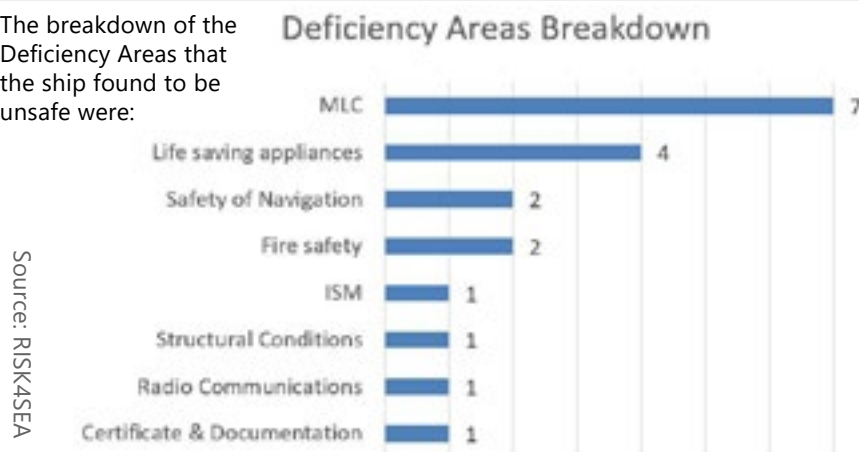 The breakdown of the
Deficiency Areas that
the ship found to be
unsafe were:
Deficiency Areas Breakdown
MLC 7
Life saving appliances 4
Safety of Navigation 2
Fire safety 2
ISM 1
Structural Conditions 1
Radio Communications 1
Certificate & Documentation 1
Source: RISK4SEA